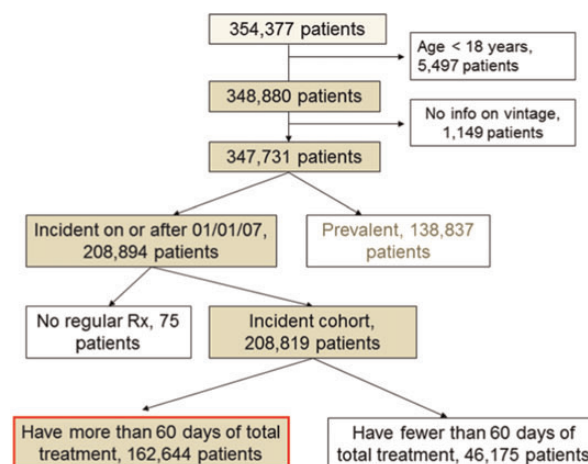 354,377 patients
Age < 18 years,
5,497 patients
348,880 patients
No info on vintage,
1,149 patients
347,731 patients
Incident on or after 01/01/07,
208,894 patients
Prevalent, 138,837
patients
No regular Rx, 75
patients
Incident cohort,
208,819 patients
Have more than 60 days of total
treatment, 162,644 patients
Have fewer than 60 days of
total treatment, 46,175 patients